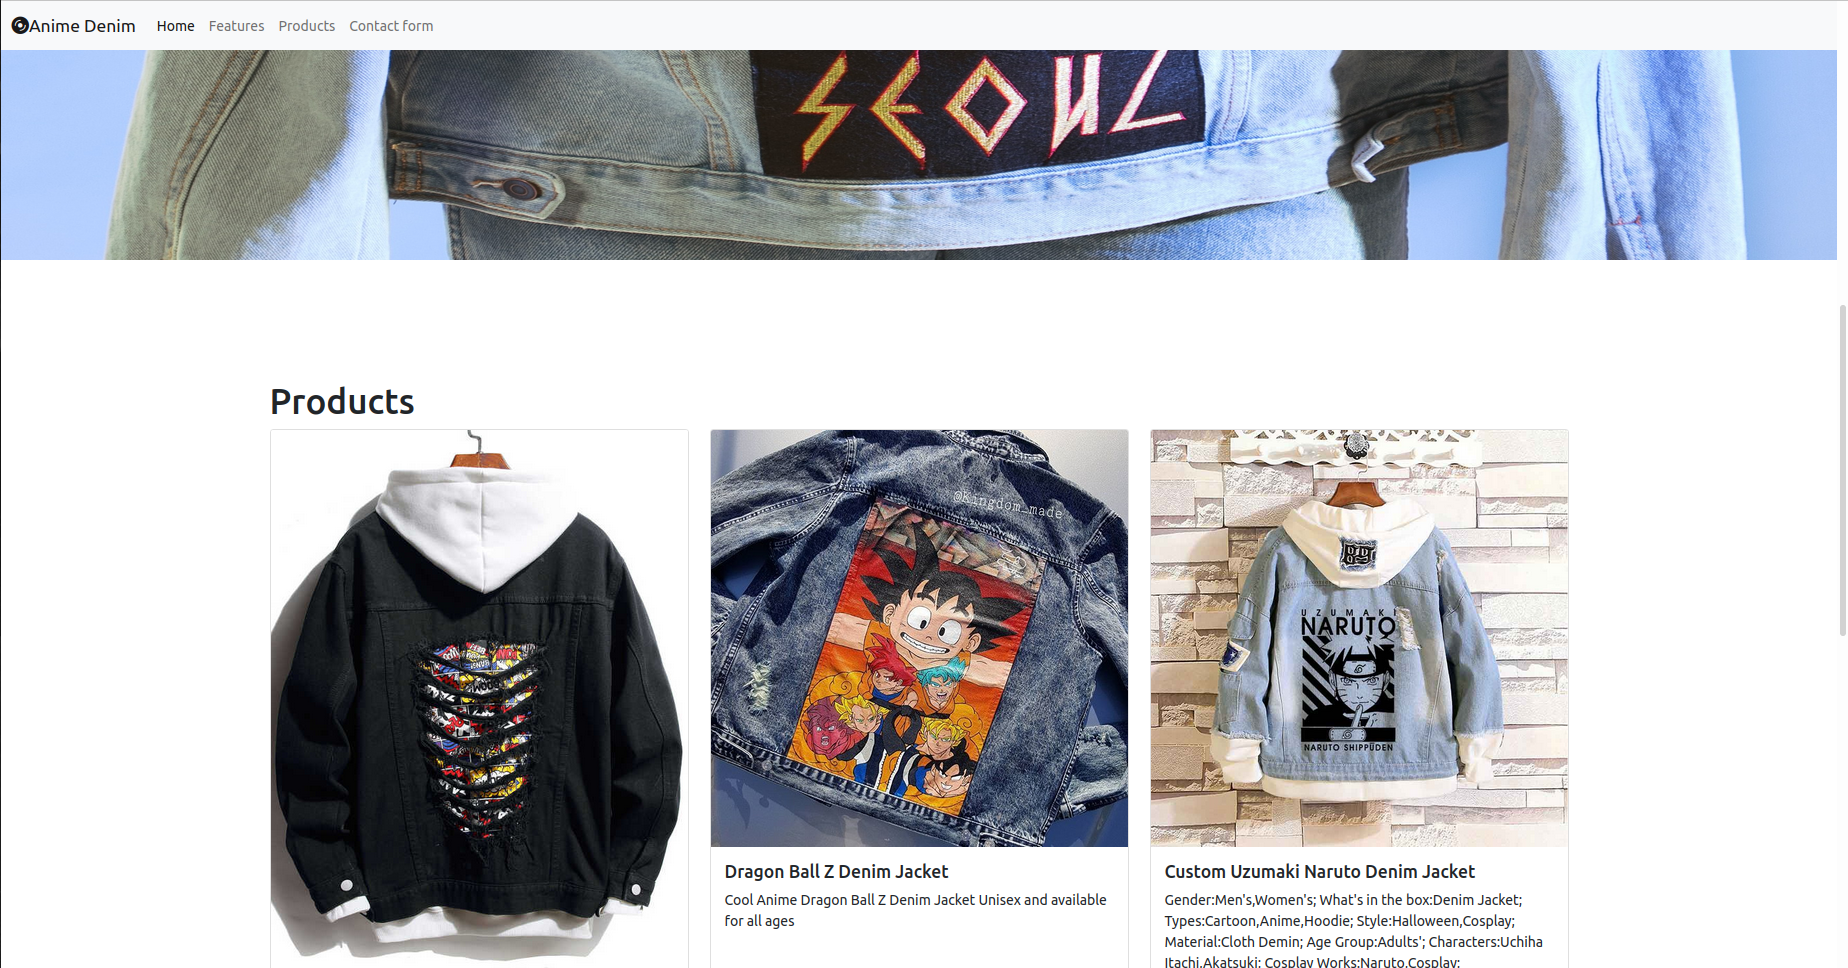 Anime Denim Home Features Products Contact form
SEOUL
Products
@Kingdom_made
UZUMAKI
NARUTO
NARUTO SHIPPUDEN
Dragon Ball Z Denim Jacket
Cool Anime Dragon Ball Z Denim Jacket Unisex and available
for all ages
Custom Uzumaki Naruto Denim Jacket
Gender:Men's,Women's; What's in the box:Denim Jacket;
Types:Cartoon,Anime,Hoodie; Style:Halloween,Cosplay;
Material:Cloth Demin; Age Group:Adults'; Characters:Uchiha
Itachi,Akatsuki; Cosplay Works:Naruto,Cosplay;